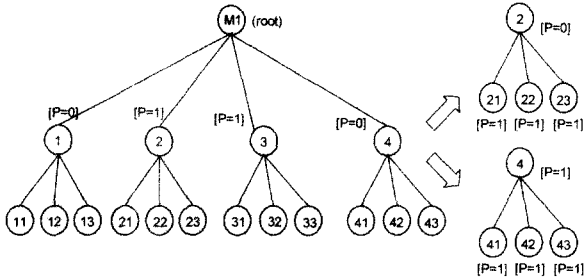 M1 (root)
2 [P=0]
21 22 23
[P=1] [P=1] [P=1]
[P=0] [P=1] [P=1] [P=0]
1 2 3 4
11 12 13 21 22 23 31 32 33 41 42 43
4 [P=1]
41 42 43
[P=1] [P=1] [P=1]